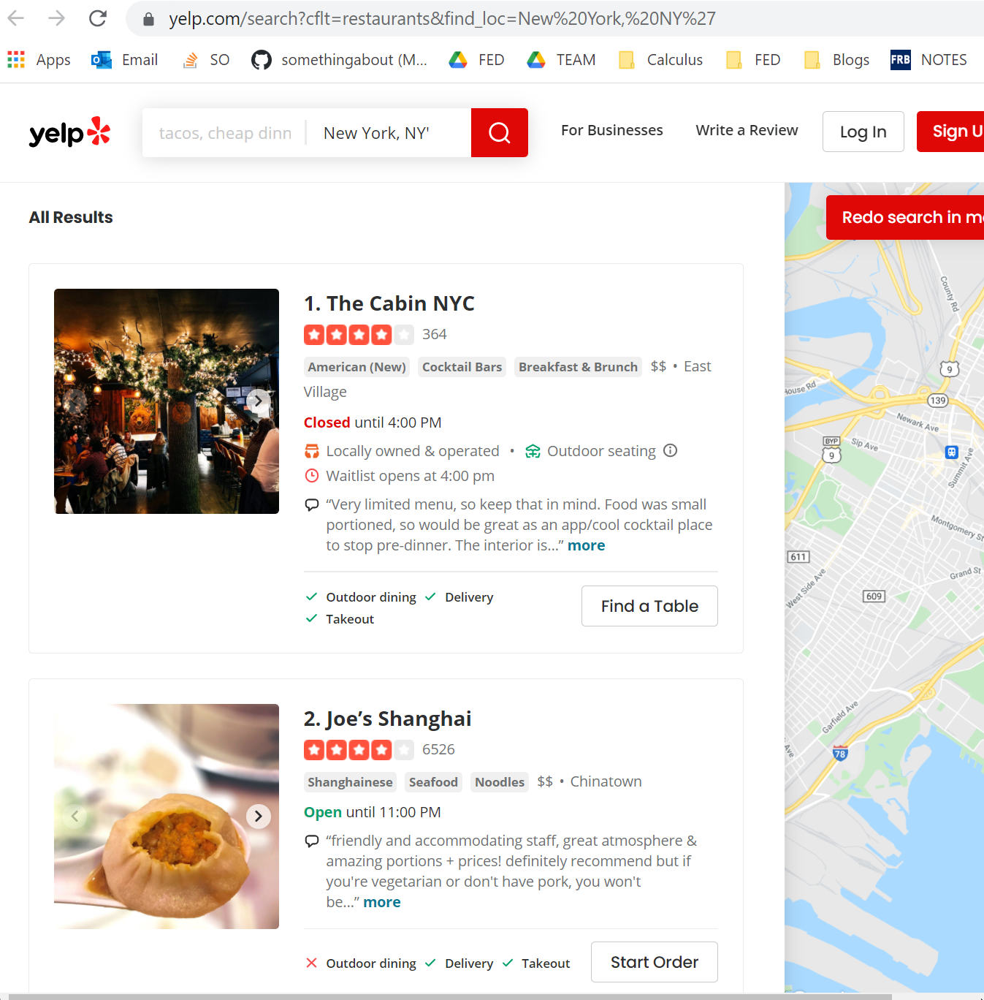 yelp.com/search?cflt=restaurants&find_loc=New%20York,%20NY%27
Apps Email SO somethingabout (M... FED TEAM Calculus FED Blogs FRB NOTES
yelp tacos, cheap dinn New York, NY' For Businesses Write a Review Log In Sign U
All Results
Redo search in m
1. The Cabin NYC
364
American (New) Cocktail Bars Breakfast & Brunch $$ • East
Village
Closed until 4:00 PM
Locally owned & operated • Outdoor seating
Waitlist opens at 4:00 pm
“Very limited menu, so keep that in mind. Food was small
portioned, so would be great as an app/cool cocktail place
to stop pre-dinner. The interior is...” more
Outdoor dining Delivery
Takeout
Find a Table
2. Joe’s Shanghai
6526
Shanghainese Seafood Noodles $$ • Chinatown
Open until 11:00 PM
“friendly and accommodating staff, great atmosphere &
amazing portions + prices! definitely recommend but if
you're vegetarian or don't have pork, you won't
be...” more
Outdoor dining Delivery Takeout
Start Order
County Rd
9
House Rd
139
Newark Ave
BYP
9
Sip Ave
Summit Ave
Montgomery St
611
Grand St
West Side Ave
609
Garfield Ave
Ave
78